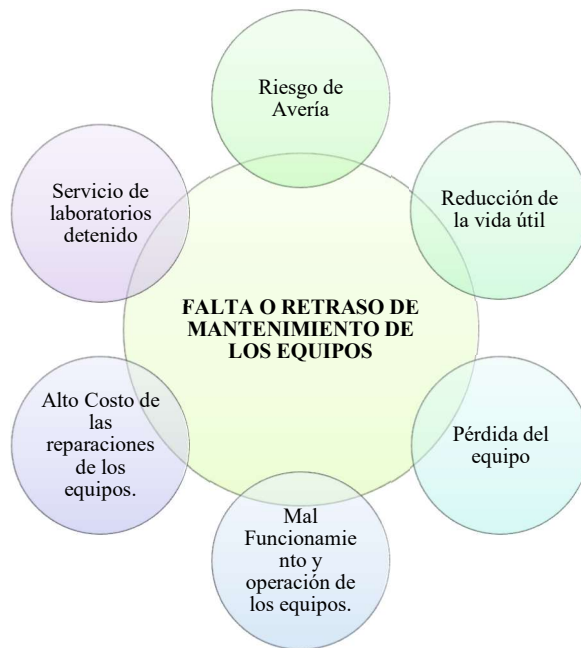 Riesgo de
Avería
Servicio de
laboratorios
detenido
Reducción de
la vida útil
FALTA O RETRASO DE
MANTENIMIENTO DE
LOS EQUIPOS
Alto Costo de
las
reparaciones
de los
equipos.
Pérdida del
equipo
Mal
Funcionamie
nto y
operación de
los equipos.